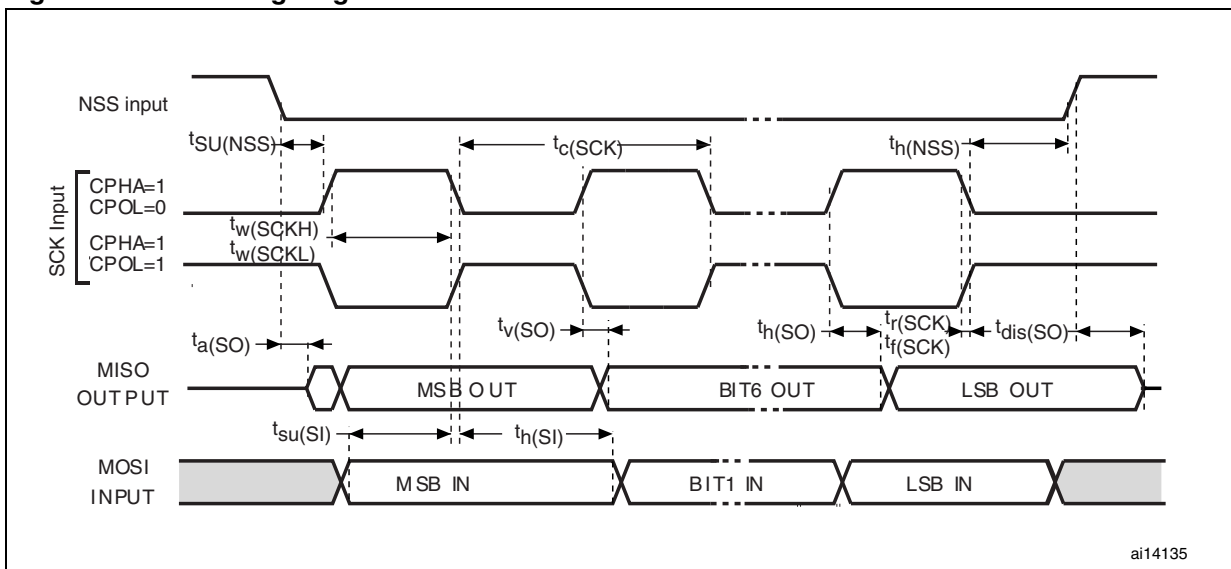 NSS input
tSU(NSS)
tc(SCK)
th(NSS)
SCK Input
CPHA=1
CPOL=0
tw(SCKH)
CPHA=1
tw(SCKL)
CPOL=1
ta(SO)
tv(SO)
th(SO)
tr(SCK)
tf(SCK)
tdis(SO)
MISO
OUTPUT
MSB OUT
BIT6 OUT
LSB OUT
tsu(SI)
th(SI)
MOSI
INPUT
MSB IN
BIT1 IN
LSB IN
ai14135